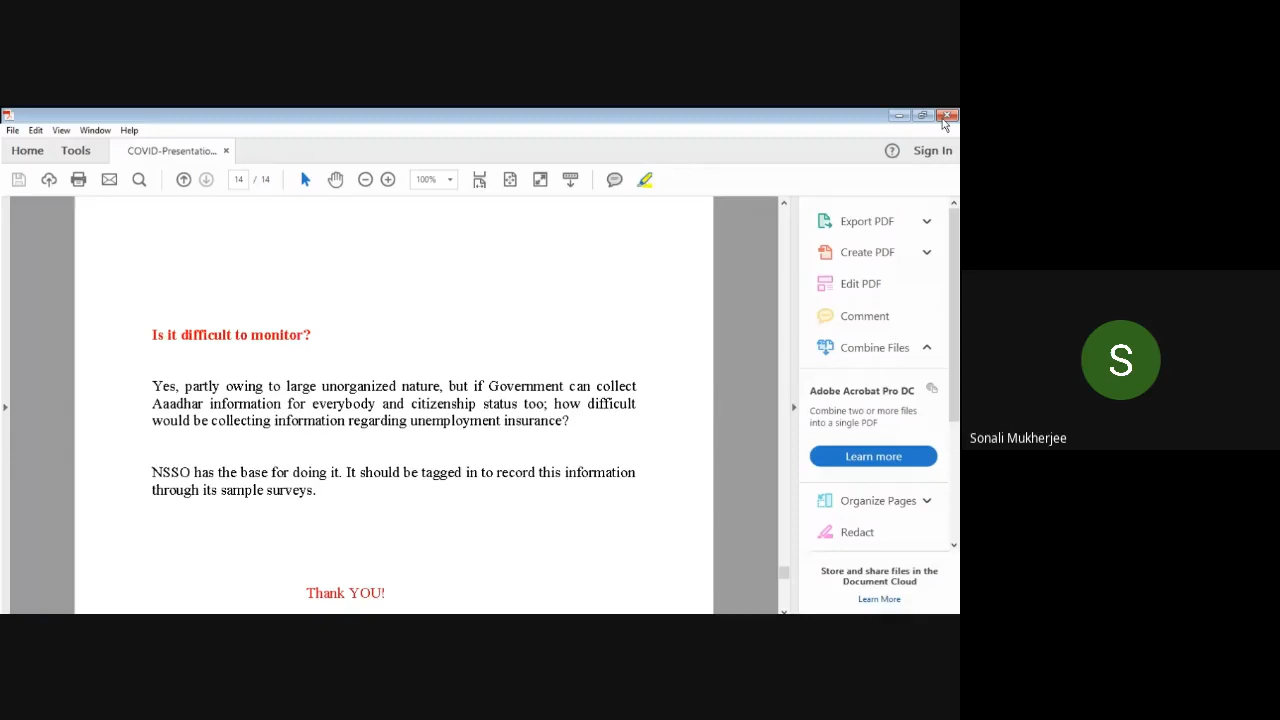 File Edit View Window Help
Home Tools COVID-Presentatio... × ? Sign In
14 / 14 100%
Is it difficult to monitor?
Yes, partly owing to large unorganized nature, but if Government can collect
Aaadhar information for everybody and citizenship status too; how difficult
would be collecting information regarding unemployment insurance?
NSSO has the base for doing it. It should be tagged in to record this information
through its sample surveys.
Thank YOU!
Export PDF
Create PDF
Edit PDF
Comment
Combine Files
Adobe Acrobat Pro DC
Combine two or more files
into a single PDF
Learn more
Organize Pages
Redact
Store and share files in the
Document Cloud
Learn More
S
Sonali Mukherjee